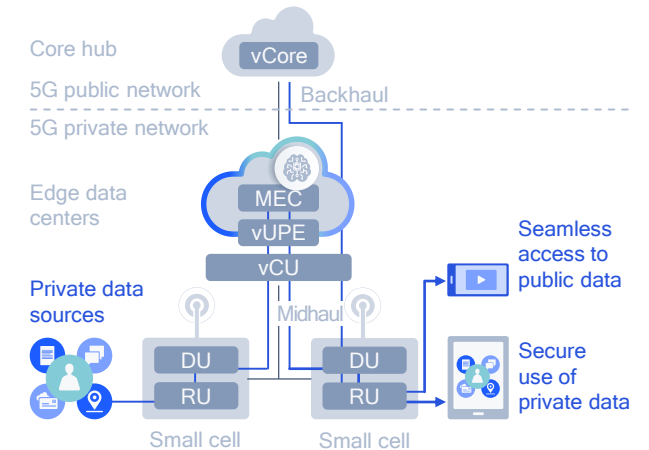 Core hub
vCore
5G public network
Backhaul
5G private network
Edge data
centers
MEC
vUPE
vCU
Seamless
access to
public data
Private data
sources
Midhaul
DU
RU
DU
RU
Secure
use of
private data
Small cell
Small cell